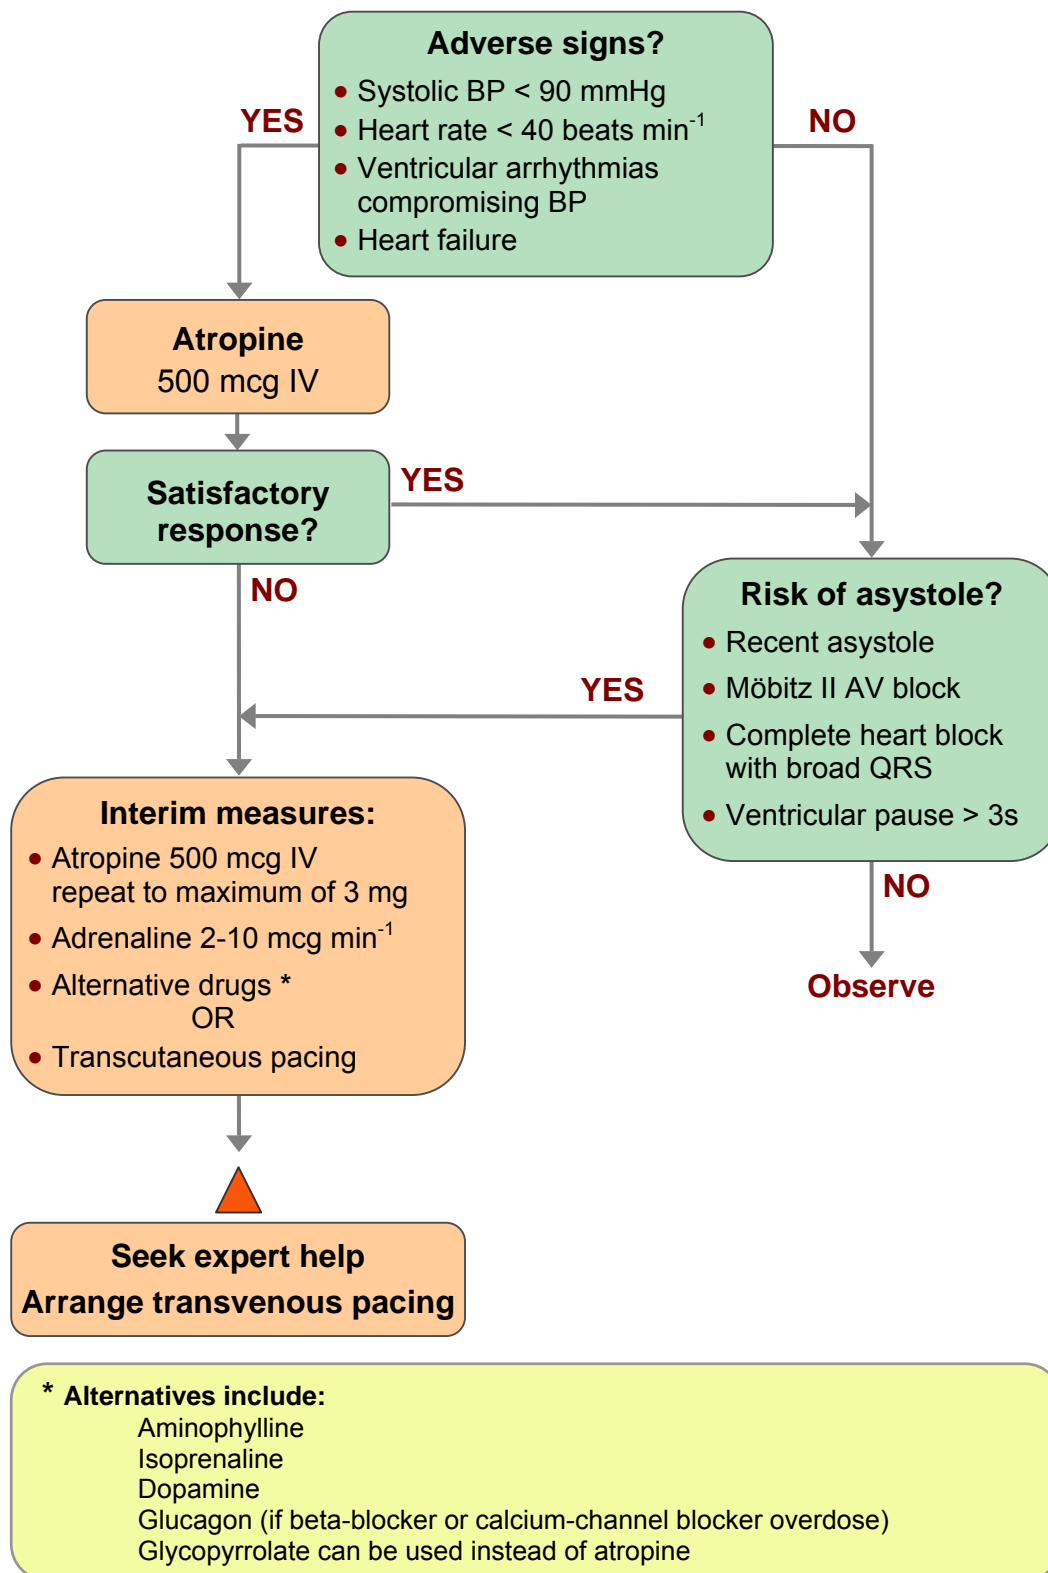 Adverse signs?
• Systolic BP < 90 mmHg
• Heart rate < 40 beats min⁻¹
• Ventricular arrhythmias
compromising BP
• Heart failure
YES
NO
Atropine
500 mcg IV
Satisfactory
response?
YES
NO
Risk of asystole?
• Recent asystole
• Möbitz II AV block
• Complete heart block
with broad QRS
• Ventricular pause > 3s
YES
NO
Observe
Interim measures:
• Atropine 500 mcg IV
repeat to maximum of 3 mg
• Adrenaline 2-10 mcg min⁻¹
• Alternative drugs *
OR
• Transcutaneous pacing
Seek expert help
Arrange transvenous pacing
* Alternatives include:
Aminophylline
Isoprenaline
Dopamine
Glucagon (if beta-blocker or calcium-channel blocker overdose)
Glycopyrrolate can be used instead of atropine